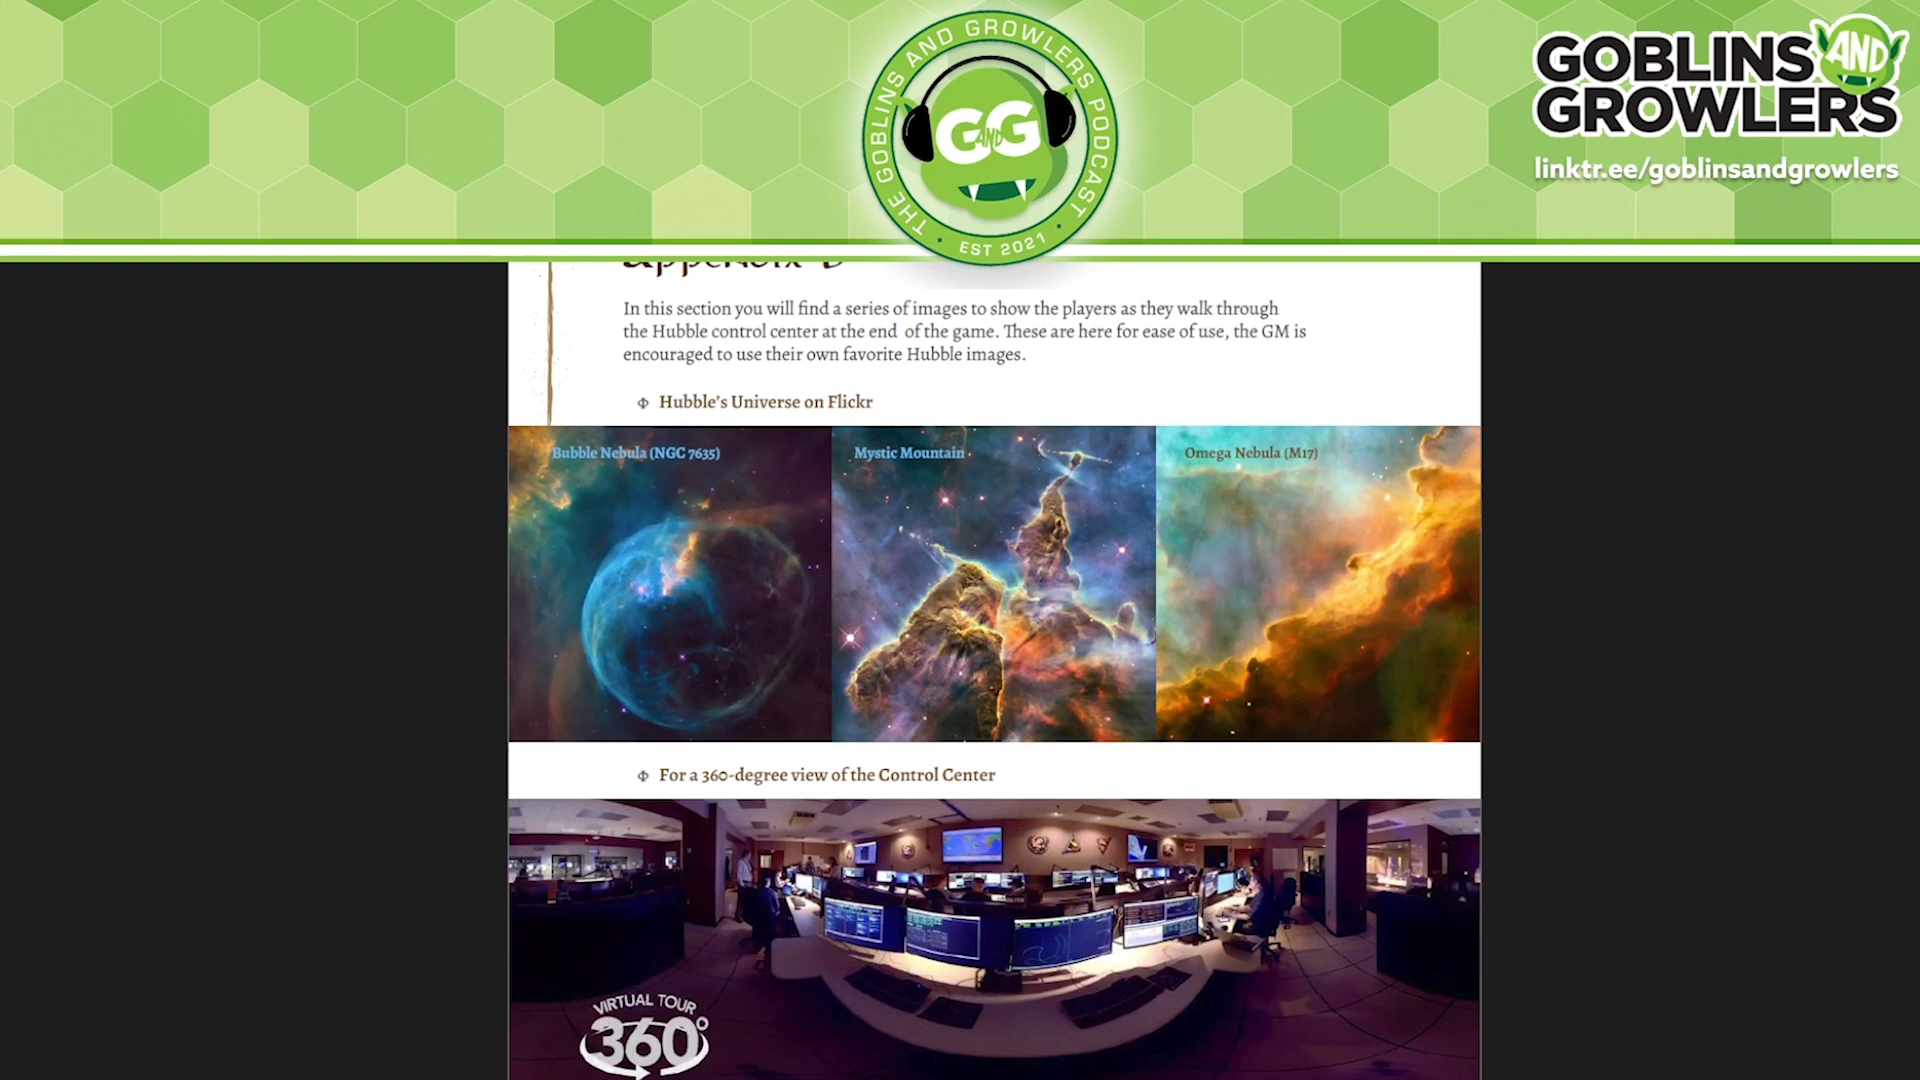 THE GOBLINS AND GROWLERS PODCAST
G AND G
• EST 2021 •
GOBLINS AND
GROWLERS
linktr.ee/goblinsandgrowlers
In this section you will find a series of images to show the players as they walk through
the Hubble control center at the end of the game. These are here for ease of use, the GM is
encouraged to use their own favorite Hubble images.
Hubble's Universe on Flickr
Bubble Nebula (NGC 7635)
Mystic Mountain
Omega Nebula (M17)
For a 360-degree view of the Control Center
VIRTUAL TOUR
360°